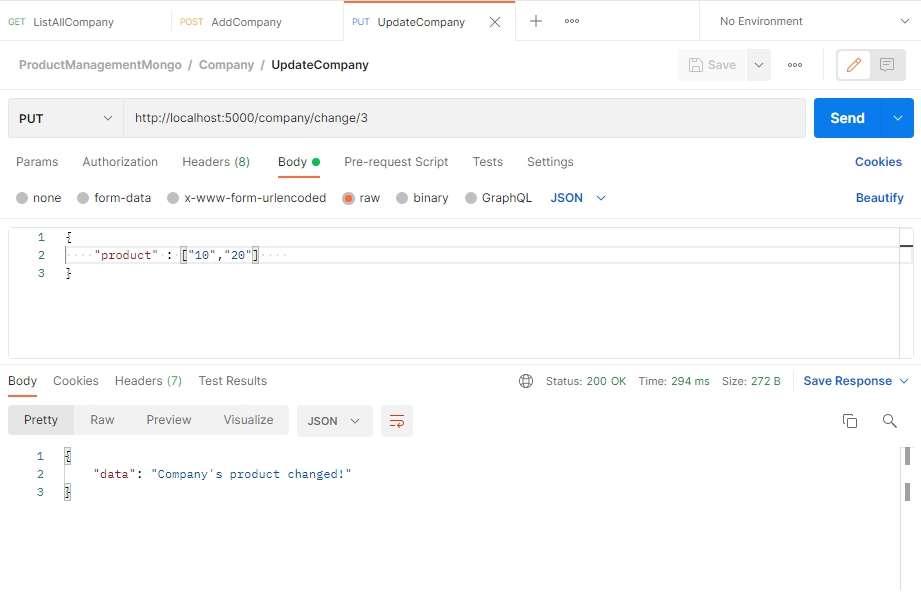 GET ListAllCompany POST AddCompany PUT UpdateCompany No Environment
ProductManagementMongo / Company / UpdateCompany Save
PUT http://localhost:5000/company/change/3 Send
Params Authorization Headers (8) Body Pre-request Script Tests Settings Cookies
none form-data x-www-form-urlencoded raw binary GraphQL JSON Beautify
1 {
2 ····"product" ·: ["10","20"] ····
3 }
Body Cookies Headers (7) Test Results Status: 200 OK Time: 294 ms Size: 272 B Save Response
Pretty Raw Preview Visualize JSON
1 {
2 "data": "Company's product changed!"
3 }